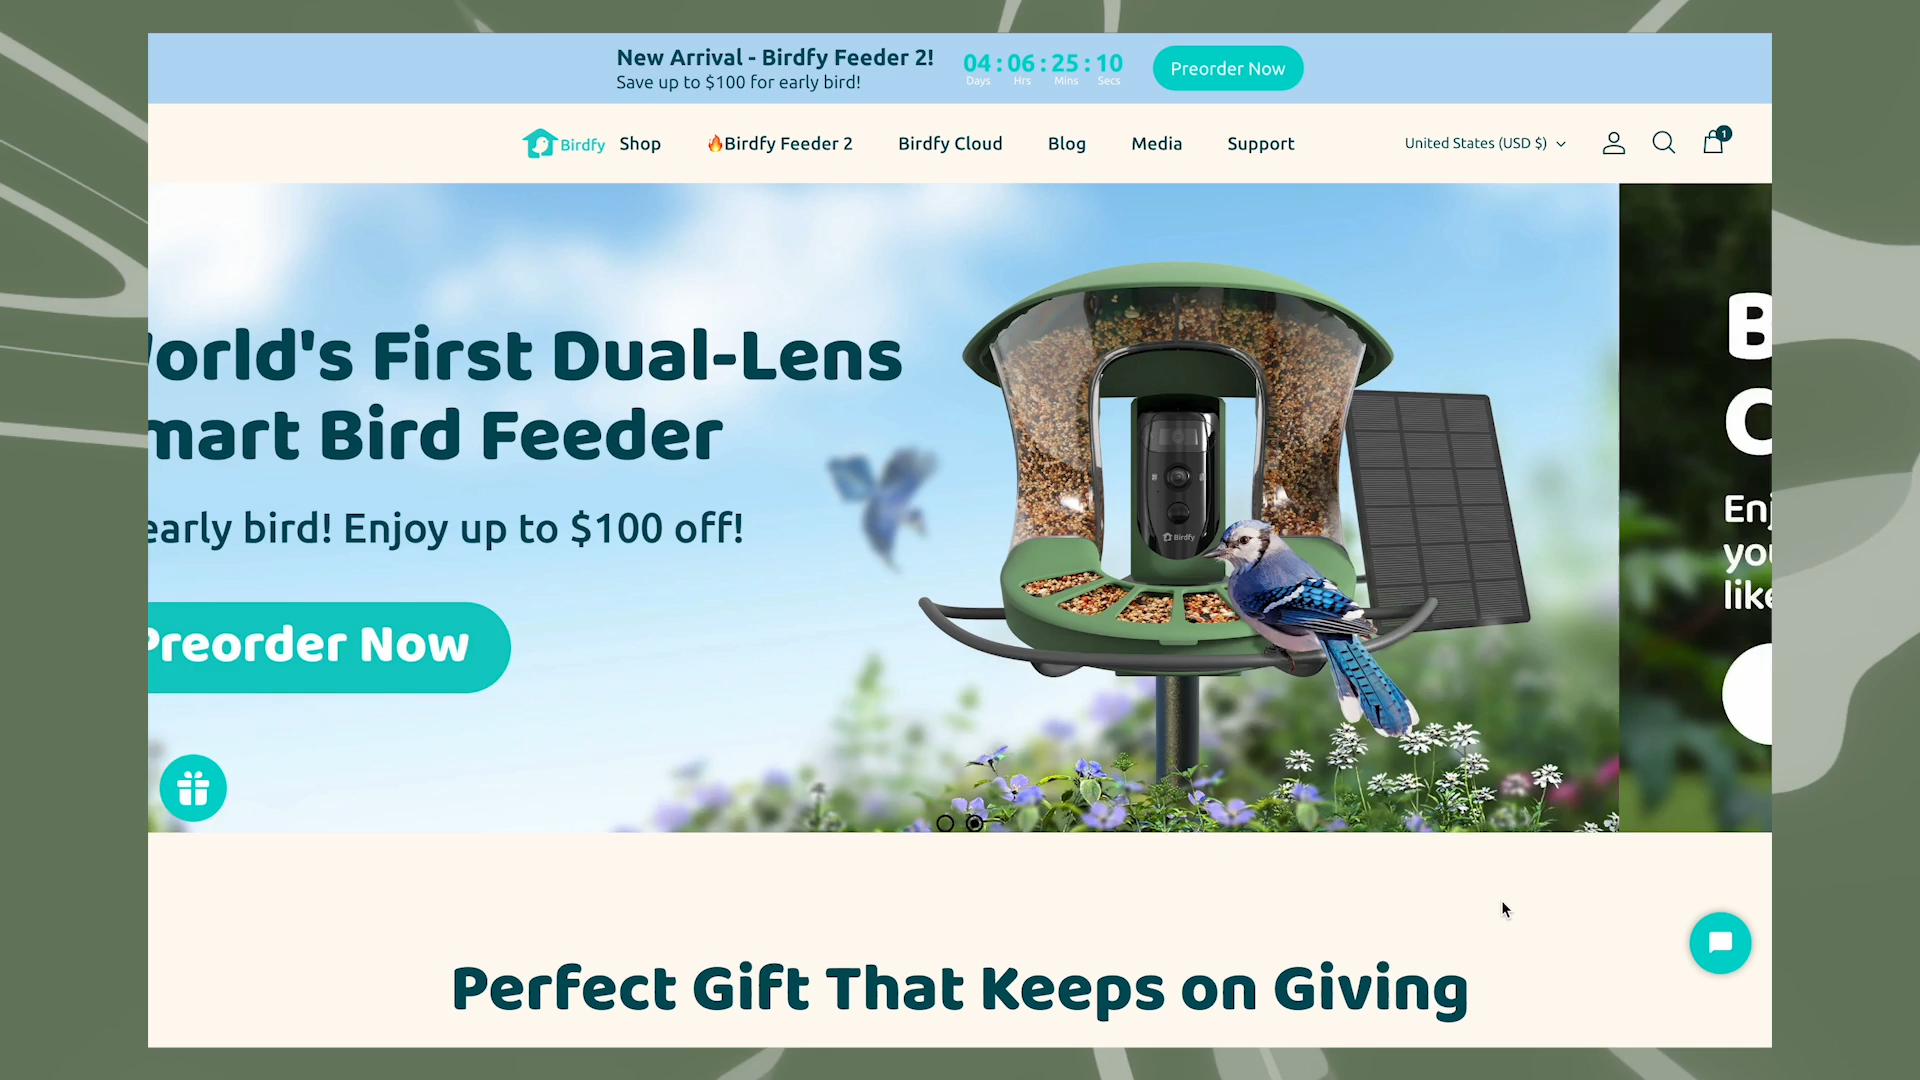 New Arrival - Birdfy Feeder 2!
Save up to $100 for early bird!
04 : 06 : 25 : 10
Days Hrs Mins Secs
Preorder Now
Birdfy
Shop
🔥Birdfy Feeder 2
Birdfy Cloud
Blog
Media
Support
United States (USD $)
1
orld's First Dual-Lens
mart Bird Feeder
early bird! Enjoy up to $100 off!
Preorder Now
Birdfy
B
C
Enj
you
like
Perfect Gift That Keeps on Giving